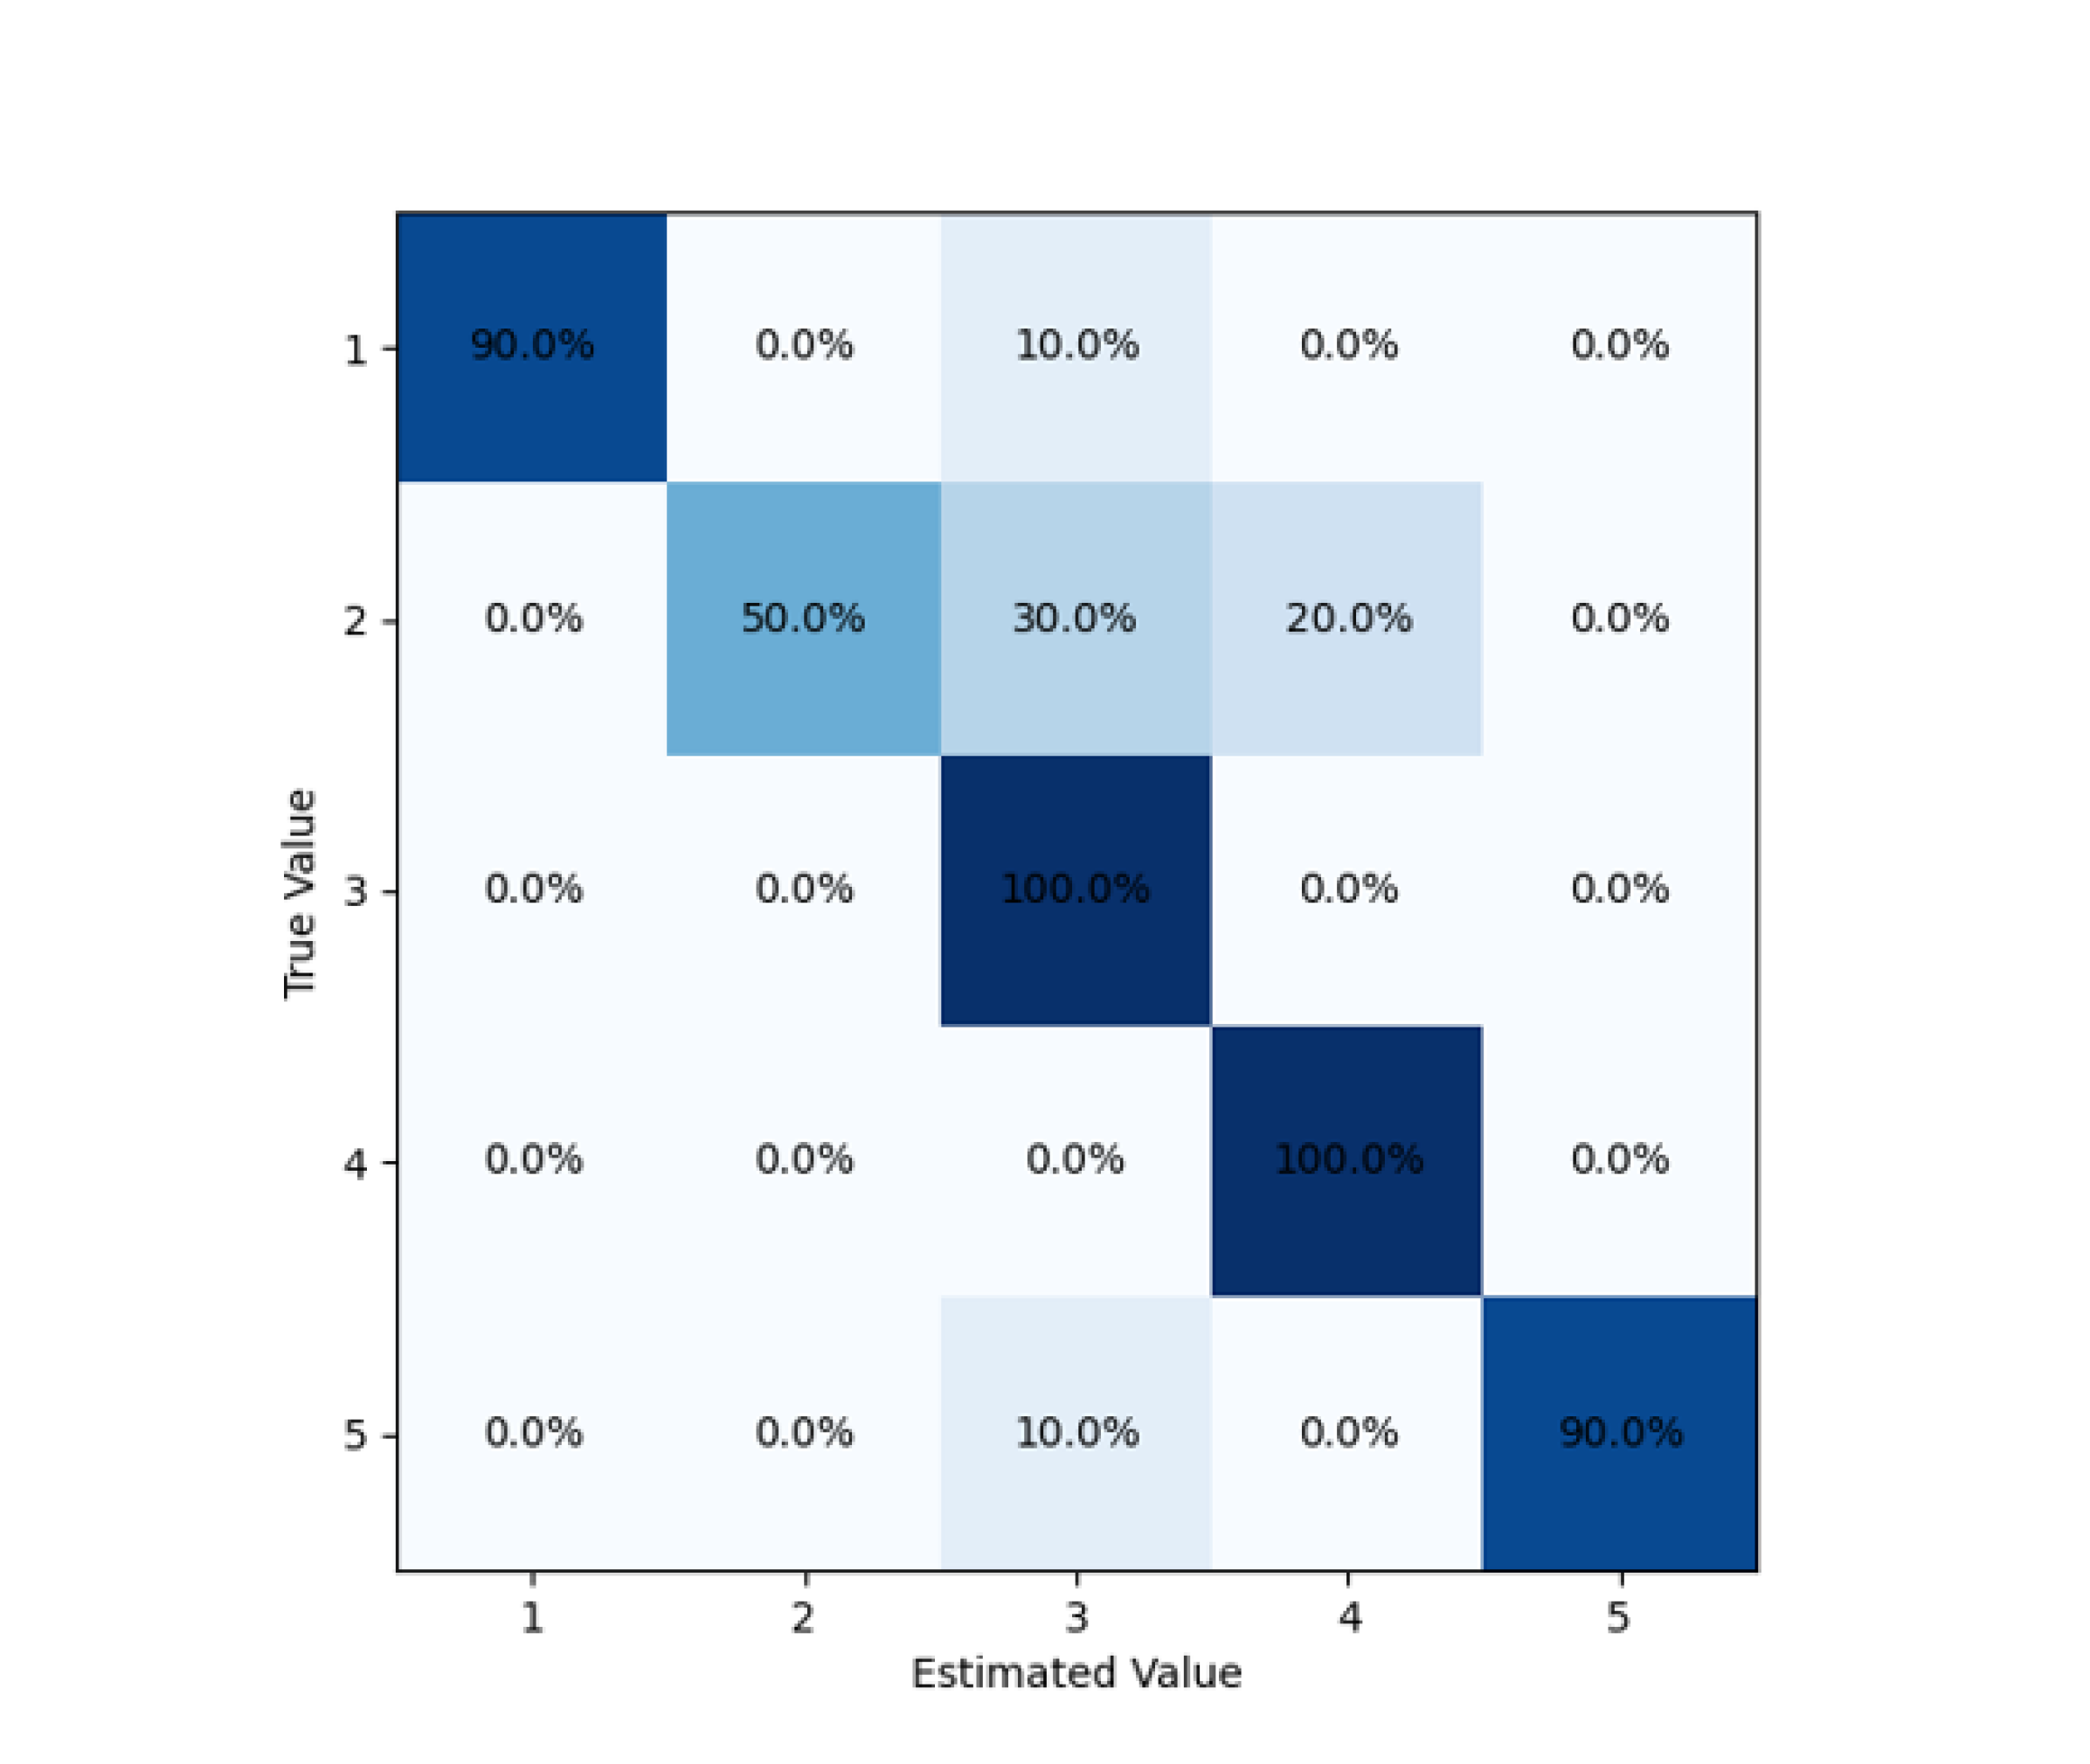 1 90.0% 0.0% 10.0% 0.0% 0.0%
2 0.0% 50.0% 30.0% 20.0% 0.0%
3 0.0% 0.0% 100.0% 0.0% 0.0%
4 0.0% 0.0% 0.0% 100.0% 0.0%
5 0.0% 0.0% 10.0% 0.0% 90.0%
True Value
1 2 3 4 5
Estimated Value